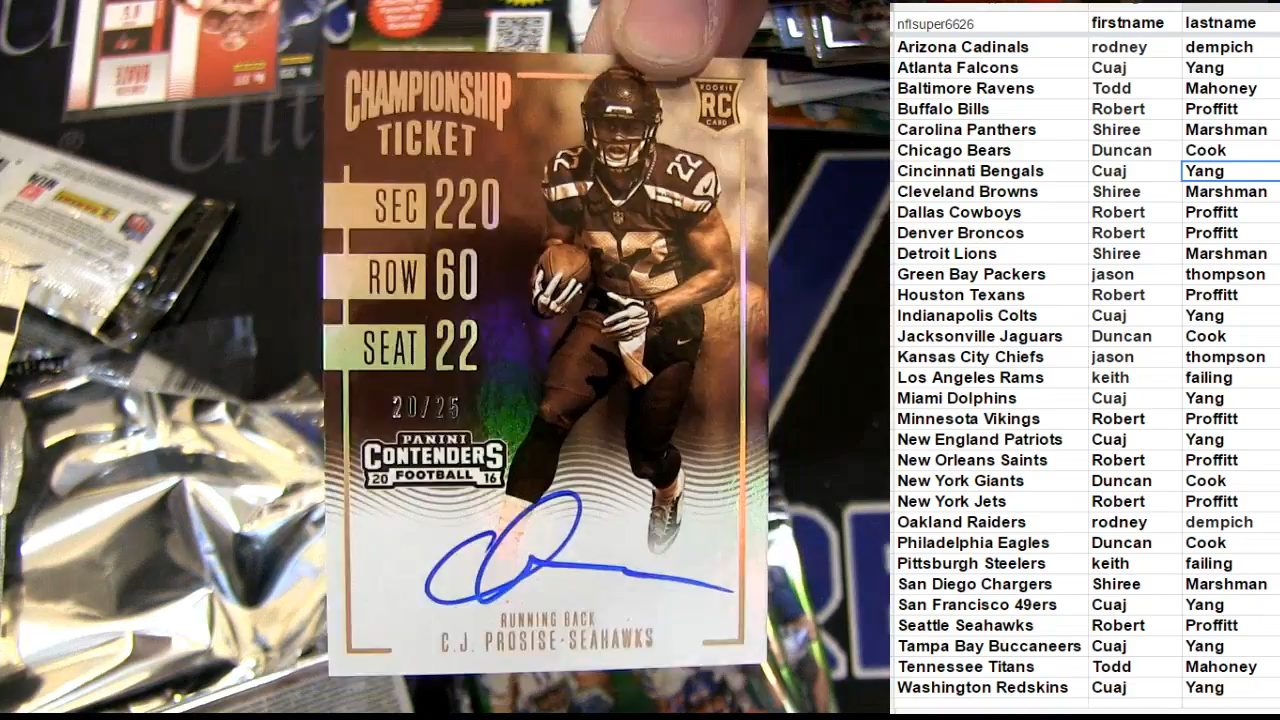 CHAMPIONSHIP
TICKET
ROOKIE
RC
CARD
SEC 220
ROW 60
SEAT 22
20/25
PANINI
CONTENDERS
20 FOOTBALL 16
RUNNING BACK
C.J. PROSISE-SEAHAWKS
22
22
nflsuper6626 firstname lastname
Arizona Cadinals rodney dempich
Atlanta Falcons Cuaj Yang
Baltimore Ravens Todd Mahoney
Buffalo Bills Robert Proffitt
Carolina Panthers Shiree Marshman
Chicago Bears Duncan Cook
Cincinnati Bengals Cuaj Yang
Cleveland Browns Shiree Marshman
Dallas Cowboys Robert Proffitt
Denver Broncos Robert Proffitt
Detroit Lions Shiree Marshman
Green Bay Packers jason thompson
Houston Texans Robert Proffitt
Indianapolis Colts Cuaj Yang
Jacksonville Jaguars Duncan Cook
Kansas City Chiefs jason thompson
Los Angeles Rams keith failing
Miami Dolphins Cuaj Yang
Minnesota Vikings Robert Proffitt
New England Patriots Cuaj Yang
New Orleans Saints Robert Proffitt
New York Giants Duncan Cook
New York Jets Robert Proffitt
Oakland Raiders rodney dempich
Philadelphia Eagles Duncan Cook
Pittsburgh Steelers keith failing
San Diego Chargers Shiree Marshman
San Francisco 49ers Cuaj Yang
Seattle Seahawks Robert Proffitt
Tampa Bay Buccaneers Cuaj Yang
Tennessee Titans Todd Mahoney
Washington Redskins Cuaj Yang